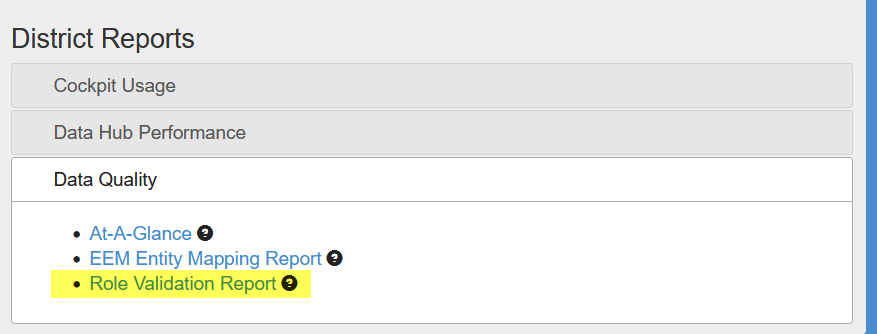 District Reports
Cockpit Usage
Data Hub Performance
Data Quality
• At-A-Glance ?
• EEM Entity Mapping Report ?
• Role Validation Report ?